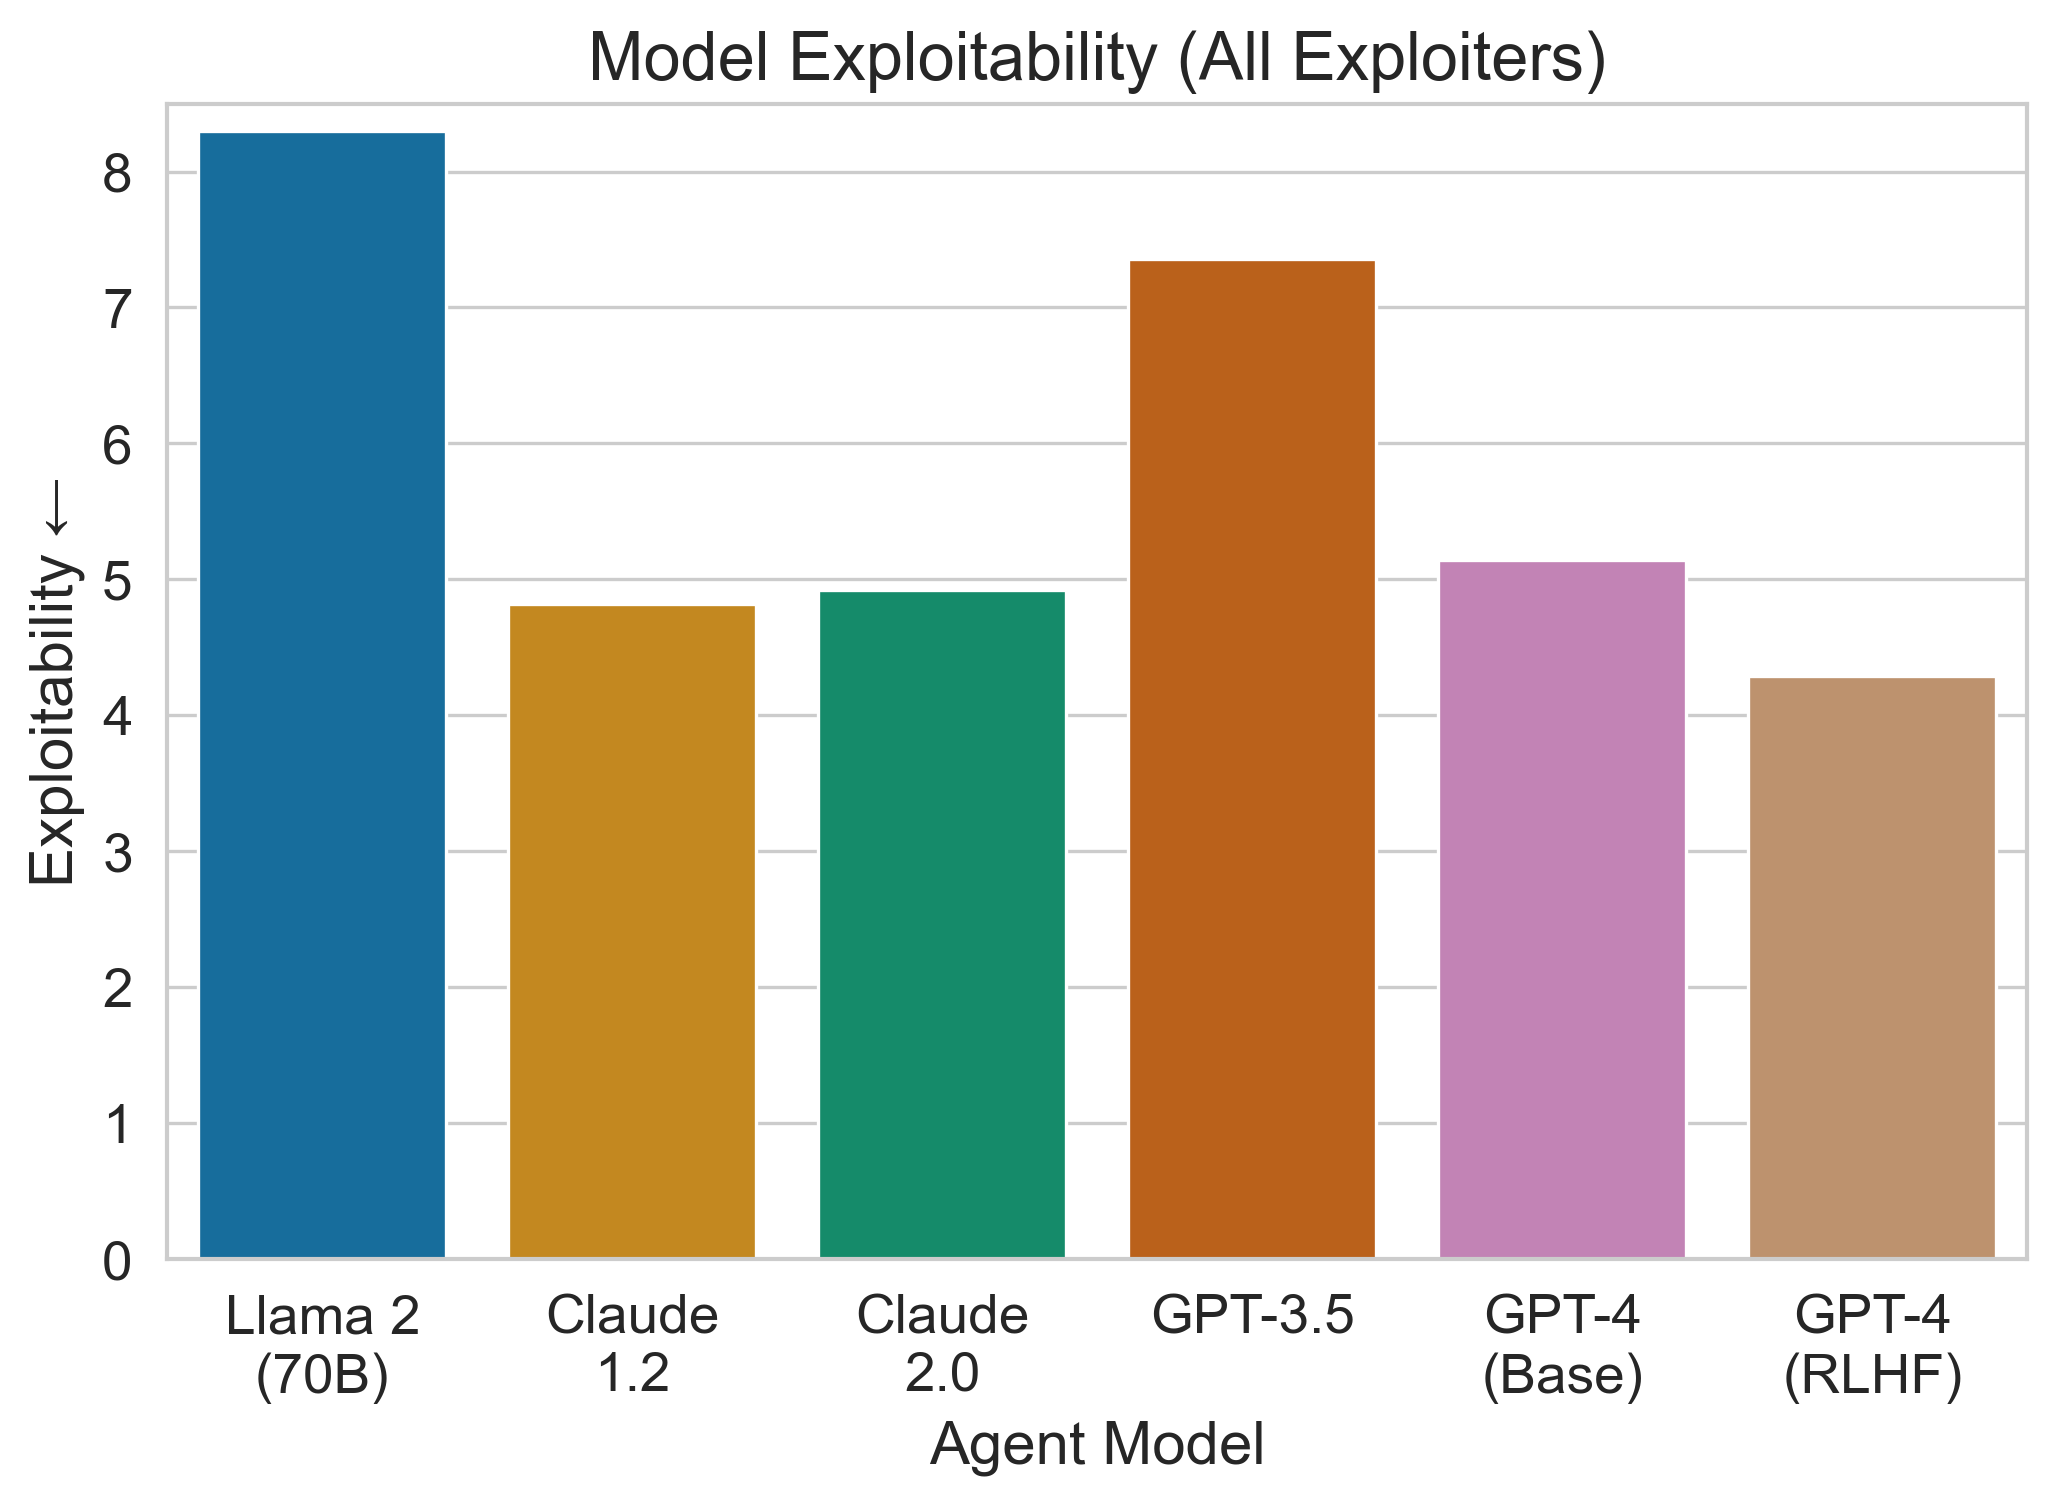 Model Exploitability (All Exploiters)
Exploitability ←
8
7
6
5
4
3
2
1
0
Llama 2
(70B)
Claude
1.2
Claude
2.0
GPT-3.5
GPT-4
(Base)
GPT-4
(RLHF)
Agent Model